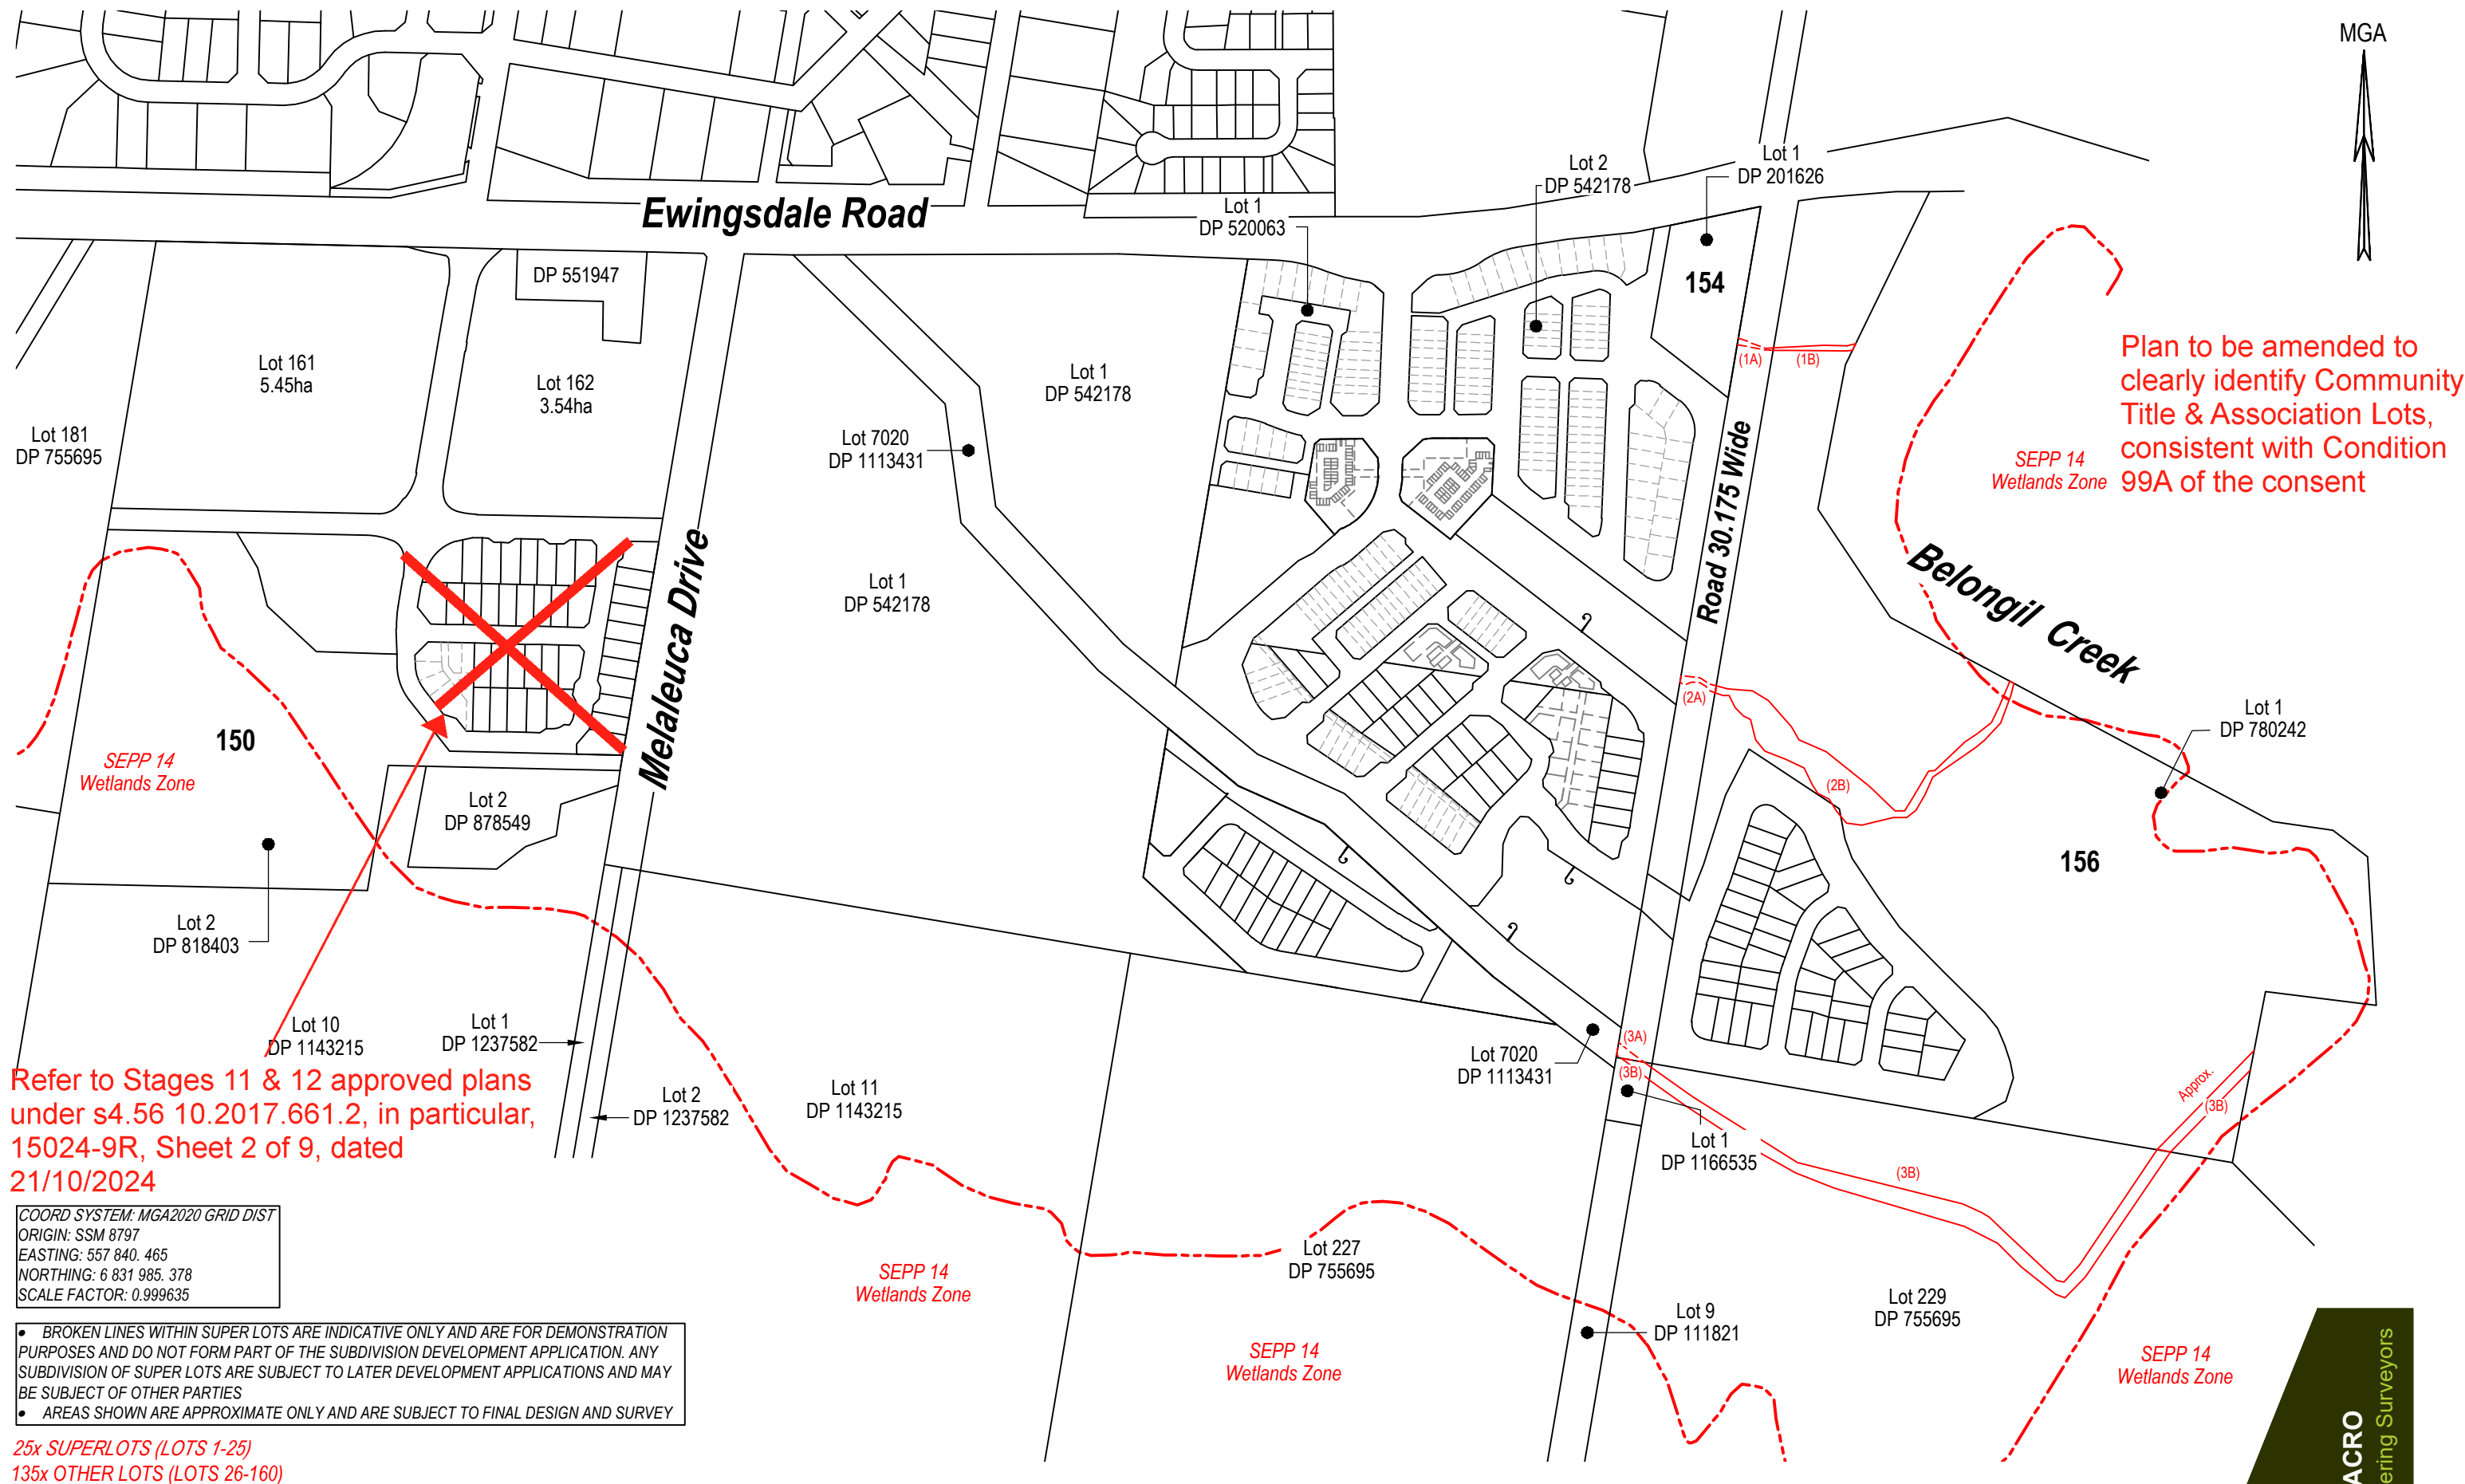 MGA
Lot 1
DP 201626
Lot 2
DP 542178
Ewingsdale Road
Lot 1
DP 520063
DP 551947
154
Lot 161
5.45ha
Lot 162
3.54ha
Lot 1
DP 542178
(1A)
(1B)
Plan to be amended to
clearly identify Community
Title & Association Lots,
consistent with Condition
99A of the consent
Lot 181
DP 755695
Lot 7020
DP 1113431
SEPP 14
Wetlands Zone
Road 30.175 Wide
Melaleuca Drive
Lot 1
DP 542178
Belongil Creek
(2A)
(2B)
Lot 1
DP 780242
150
SEPP 14
Wetlands Zone
Lot 2
DP 878549
156
Lot 2
DP 818403
Lot 10
DP 1143215
Lot 1
DP 1237582
(3A)
(3B)
Lot 7020
DP 1113431
Refer to Stages 11 & 12 approved plans
under s4.56 10.2017.661.2, in particular,
15024-9R, Sheet 2 of 9, dated
21/10/2024
Lot 2
DP 1237582
Lot 11
DP 1143215
Approx.
(3B)
Lot 1
DP 1166535
(3B)
COORD SYSTEM: MGA2020 GRID DIST
ORIGIN: SSM 8797
EASTING: 557 840. 465
NORTHING: 6 831 985. 378
SCALE FACTOR: 0.999635
SEPP 14
Wetlands Zone
Lot 227
DP 755695
Lot 9
DP 111821
Lot 229
DP 755695
SEPP 14
Wetlands Zone
SEPP 14
Wetlands Zone
• BROKEN LINES WITHIN SUPER LOTS ARE INDICATIVE ONLY AND ARE FOR DEMONSTRATION
PURPOSES AND DO NOT FORM PART OF THE SUBDIVISION DEVELOPMENT APPLICATION. ANY
SUBDIVISION OF SUPER LOTS ARE SUBJECT TO LATER DEVELOPMENT APPLICATIONS AND MAY
BE SUBJECT OF OTHER PARTIES
• AREAS SHOWN ARE APPROXIMATE ONLY AND ARE SUBJECT TO FINAL DESIGN AND SURVEY
25x SUPERLOTS (LOTS 1-25)
135x OTHER LOTS (LOTS 26-160)
ACRO
ering Surveyors